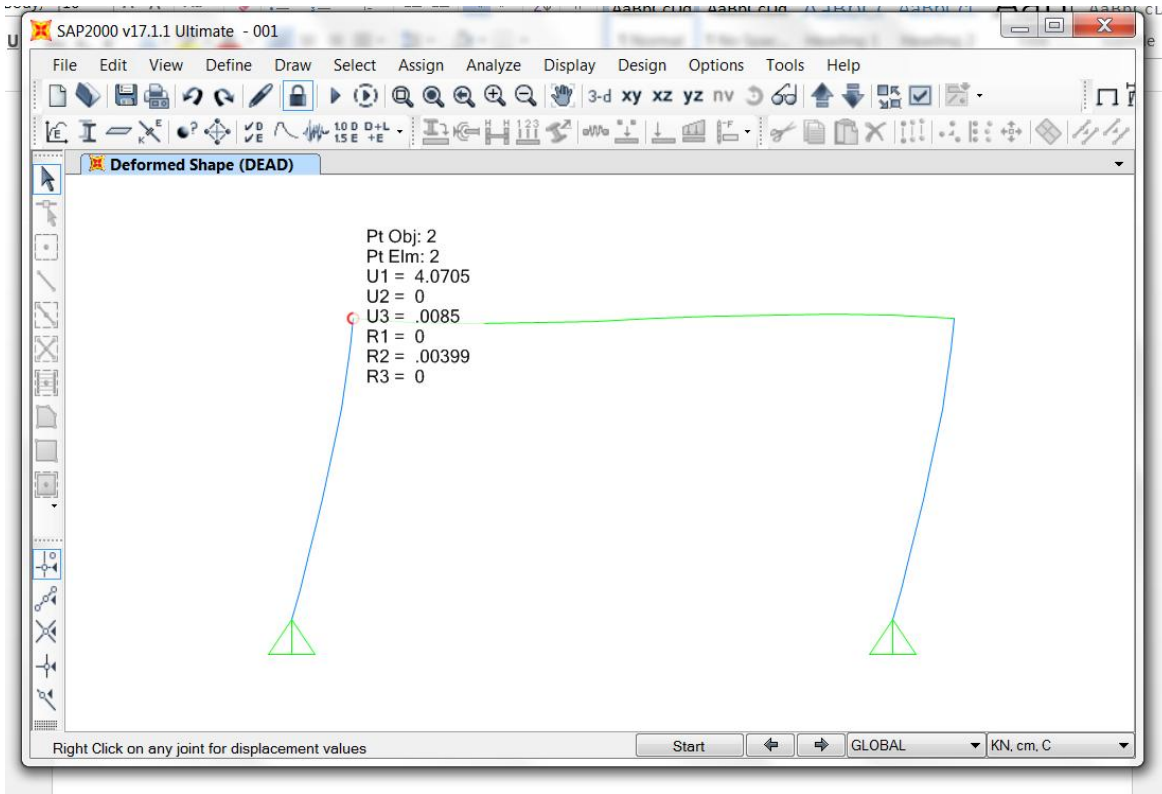 SAP2000 v17.1.1 Ultimate - 001
File Edit View Define Draw Select Assign Analyze Display Design Options Tools Help
3-d xy xz yz nv
Deformed Shape (DEAD)
Pt Obj: 2
Pt Elm: 2
U1 = 4.0705
U2 = 0
U3 = .0085
R1 = 0
R2 = .00399
R3 = 0
Right Click on any joint for displacement values
Start
GLOBAL
KN, cm, C